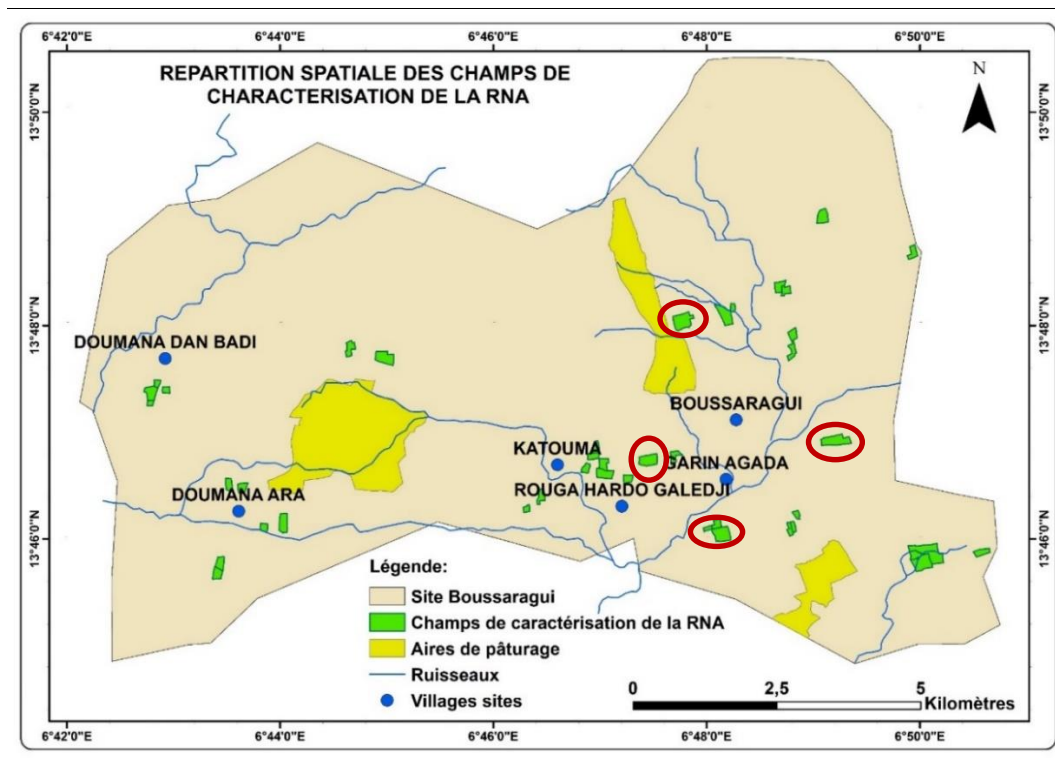 6°42'0"E 6°44'0"E 6°46'0"E 6°48'0"E 6°50'0"E
REPARTITION SPATIALE DES CHAMPS DE
CHARACTERISATION DE LA RNA
N
13°50'0"N 13°50'0"N
13°48'0"N 13°48'0"N
DOUMANA DAN BADI
BOUSSARAGUI
KATOUMA
GARIN AGADA
DOUMANA ARA
ROUGA HARDO GALEDJI
13°46'0"N 13°46'0"N
Légende:
Site Boussaragui
Champs de caractérisation de la RNA
Aires de pâturage
Ruisseaux
Villages sites
0 2,5 5
Kilomètres
6°42'0"E 6°44'0"E 6°46'0"E 6°48'0"E 6°50'0"E